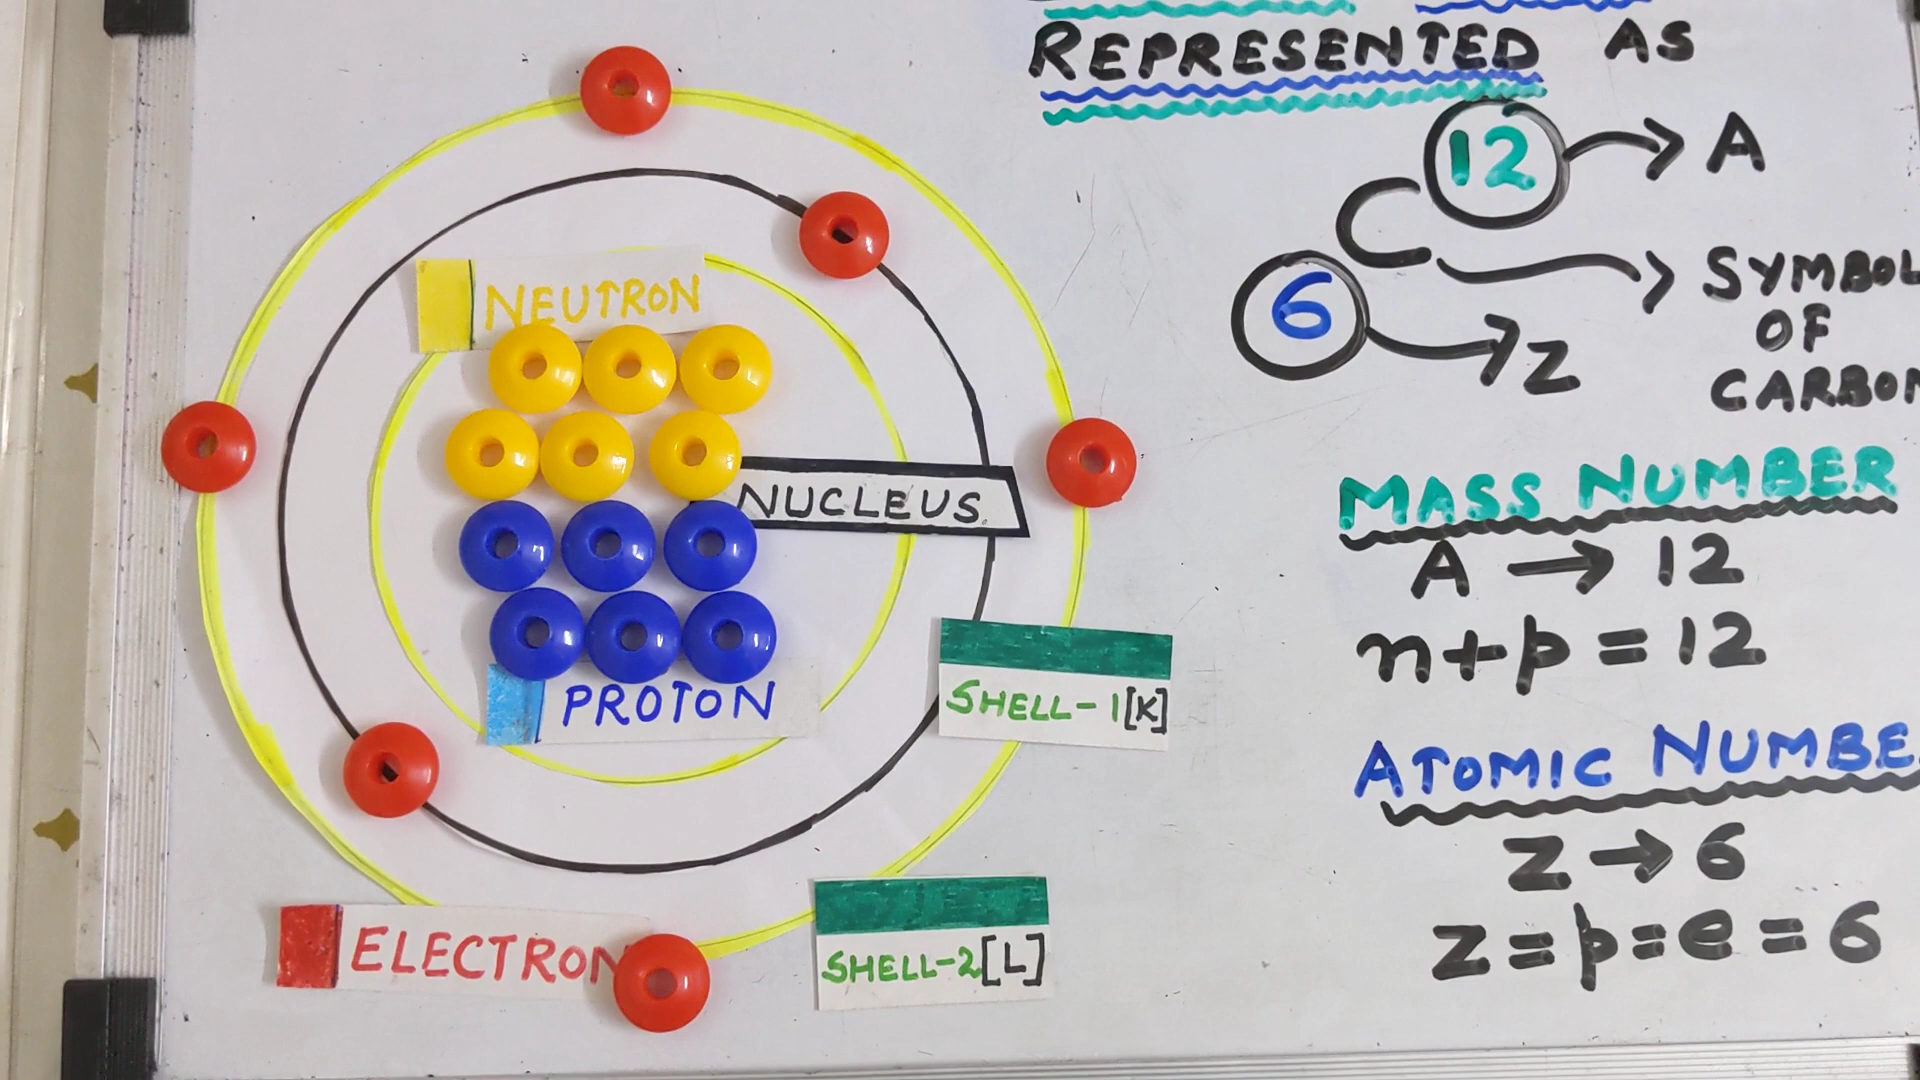 REPRESENTED AS
12 → A
C → SYMBOL
OF
CARBON
6 → Z
NEUTRON
NUCLEUS
PROTON
SHELL-1[K]
SHELL-2[L]
ELECTRON
MASS NUMBER
A → 12
n+p=12
ATOMIC NUMBE
Z → 6
Z=p=e=6